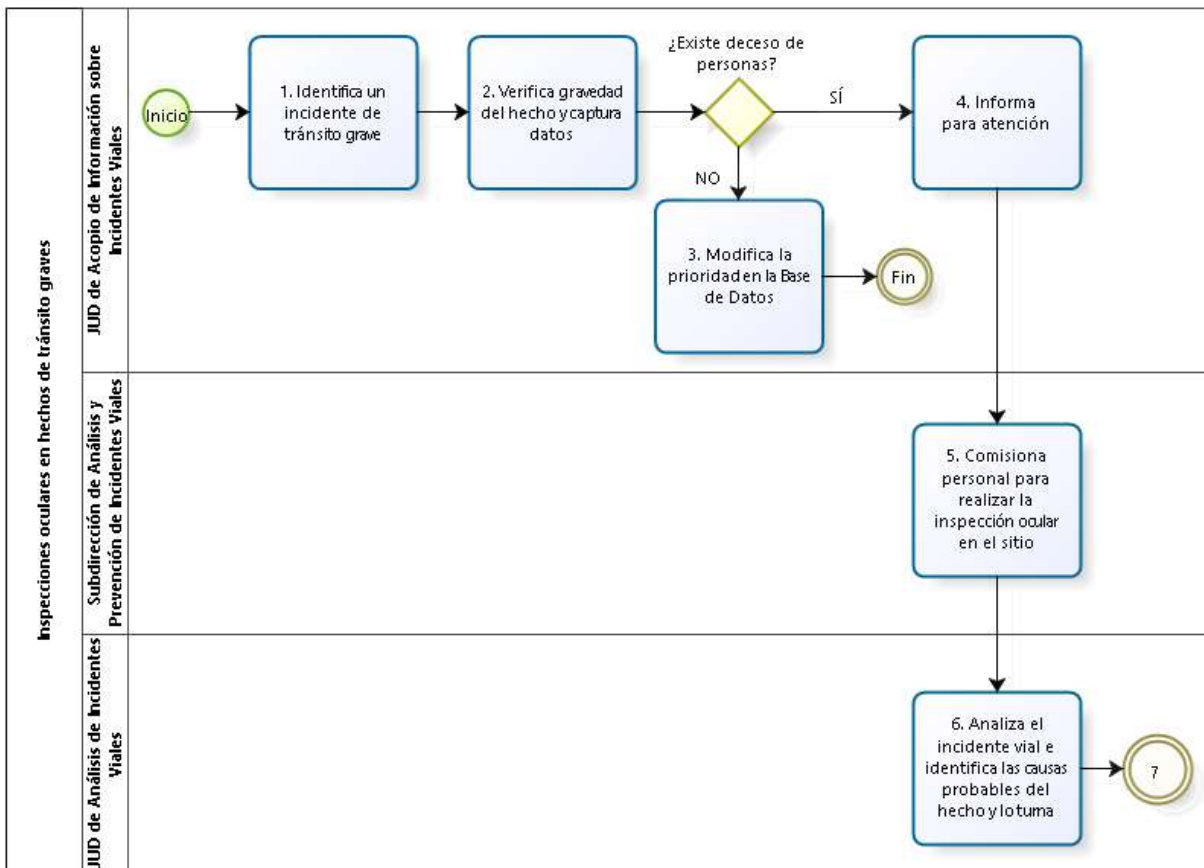 Inspecciones oculares en hechos de tránsito graves
JUD de Acopio de Información sobre
Incidentes Viales
Inicio
1. Identifica un
incidente de
tránsito grave
2. Verifica gravedad
del hecho y captura
datos
¿Existe deceso de
personas?
SÍ
NO
4. Informa
para atención
3. Modifica la
prioridad en la Base
de Datos
Fin
Subdirección de Análisis y
Prevención de Incidentes Viales
5. Comisiona
personal para
realizar la
inspección ocular
en el sitio
JUD de Análisis de Incidentes
Viales
6. Analiza el
incidente vial e
identifica las causas
probables del
hecho y lo turna
7